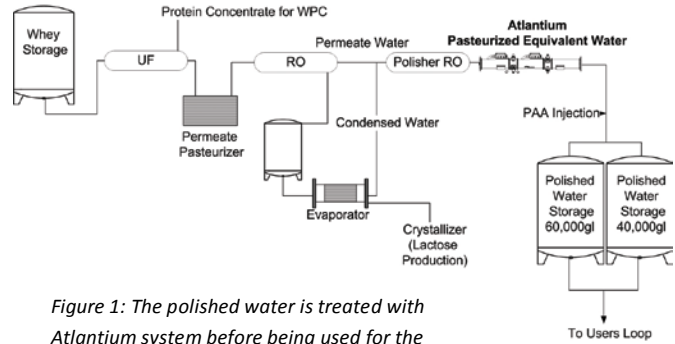 Protein Concentrate for WPC
Whey
Storage
UF
Permeate
Pasteurizer
RO
Permeate Water
Polisher RO
Atlantium
Pasteurized Equivalent Water
Condensed Water
Evaporator
Crystallizer
(Lactose
Production)
PAA Injection
Polished
Water
Storage
60,000gl
Polished
Water
Storage
40,000gl
To Users Loop
Figure 1: The polished water is treated with
Atlantium system before being used for the